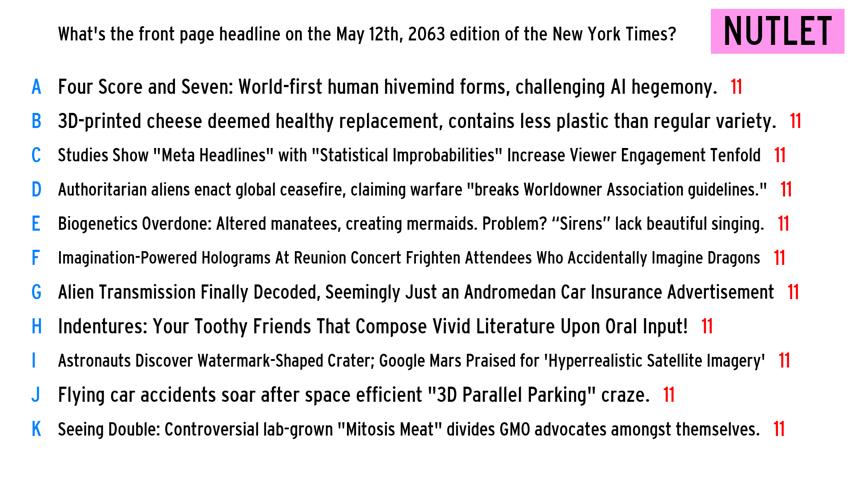 What's the front page headline on the May 12th, 2063 edition of the New York Times?
NUTLET
A Four Score and Seven: World-first human hivemind forms, challenging AI hegemony. 11
B 3D-printed cheese deemed healthy replacement, contains less plastic than regular variety. 11
C Studies Show "Meta Headlines" with "Statistical Improbabilities" Increase Viewer Engagement Tenfold 11
D Authoritarian aliens enact global ceasefire, claiming warfare "breaks Worldowner Association guidelines." 11
E Biogenetics Overdone: Altered manatees, creating mermaids. Problem? “Sirens” lack beautiful singing. 11
F Imagination-Powered Holograms At Reunion Concert Frighten Attendees Who Accidentally Imagine Dragons 11
G Alien Transmission Finally Decoded, Seemingly Just an Andromedan Car Insurance Advertisement 11
H Indentures: Your Toothy Friends That Compose Vivid Literature Upon Oral Input! 11
I Astronauts Discover Watermark-Shaped Crater; Google Mars Praised for 'Hyperrealistic Satellite Imagery' 11
J Flying car accidents soar after space efficient "3D Parallel Parking" craze. 11
K Seeing Double: Controversial lab-grown "Mitosis Meat" divides GMO advocates amongst themselves. 11